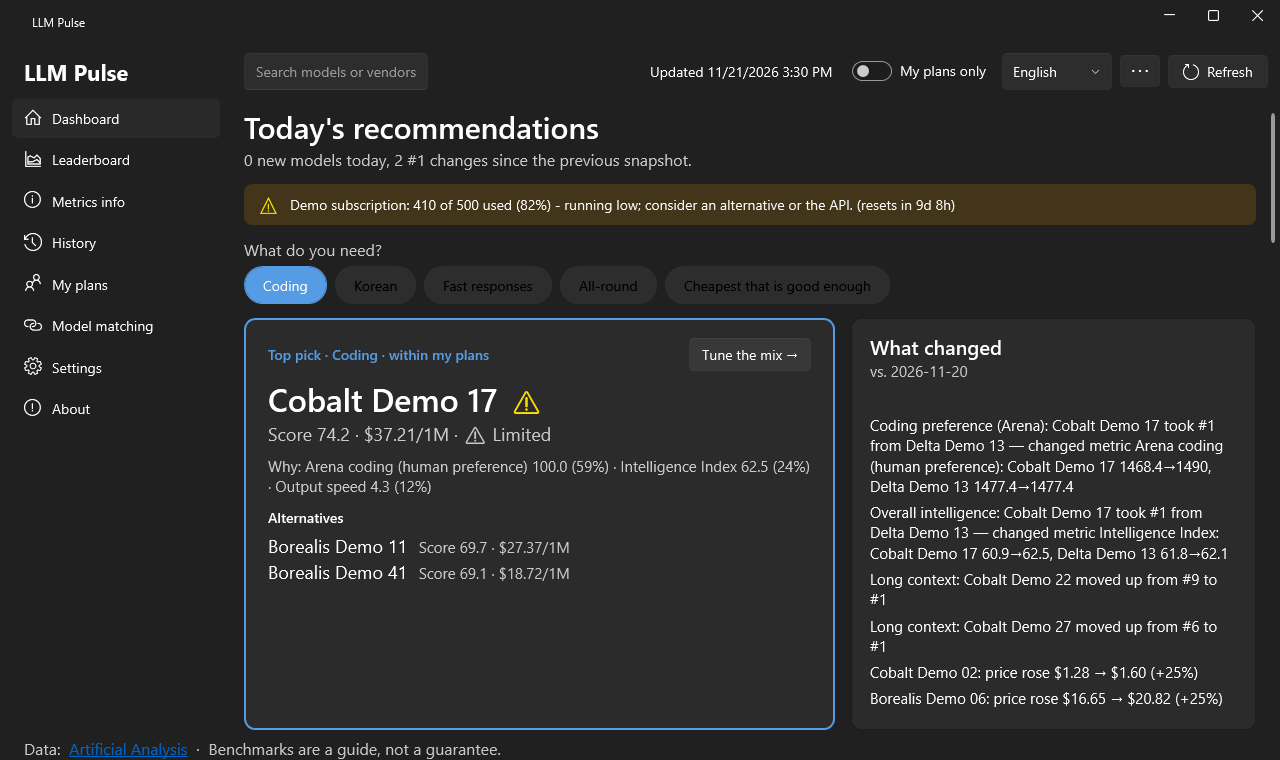 LLM Pulse
LLM Pulse
Search models or vendors
Updated 11/21/2026 3:30 PM
My plans only
English
Refresh
Dashboard
Leaderboard
Metrics info
History
My plans
Model matching
Settings
About
Today's recommendations
0 new models today, 2 #1 changes since the previous snapshot.
Demo subscription: 410 of 500 used (82%) - running low; consider an alternative or the API. (resets in 9d 8h)
What do you need?
Coding
Korean
Fast responses
All-round
Cheapest that is good enough
Top pick · Coding · within my plans
Tune the mix →
Cobalt Demo 17
Score 74.2 · $37.21/1M · Limited
Why: Arena coding (human preference) 100.0 (59%) · Intelligence Index 62.5 (24%)
· Output speed 4.3 (12%)
Alternatives
Borealis Demo 11 Score 69.7 · $27.37/1M
Borealis Demo 41 Score 69.1 · $18.72/1M
What changed
vs. 2026-11-20
Coding preference (Arena): Cobalt Demo 17 took #1
from Delta Demo 13 — changed metric Arena coding
(human preference): Cobalt Demo 17 1468.4→1490,
Delta Demo 13 1477.4→1477.4
Overall intelligence: Cobalt Demo 17 took #1 from
Delta Demo 13 — changed metric Intelligence Index:
Cobalt Demo 17 60.9→62.5, Delta Demo 13 61.8→62.1
Long context: Cobalt Demo 22 moved up from #9 to
#1
Long context: Cobalt Demo 27 moved up from #6 to
#1
Cobalt Demo 02: price rose $1.28 → $1.60 (+25%)
Borealis Demo 06: price rose $16.65 → $20.82 (+25%)
Data: Artificial Analysis · Benchmarks are a guide, not a guarantee.